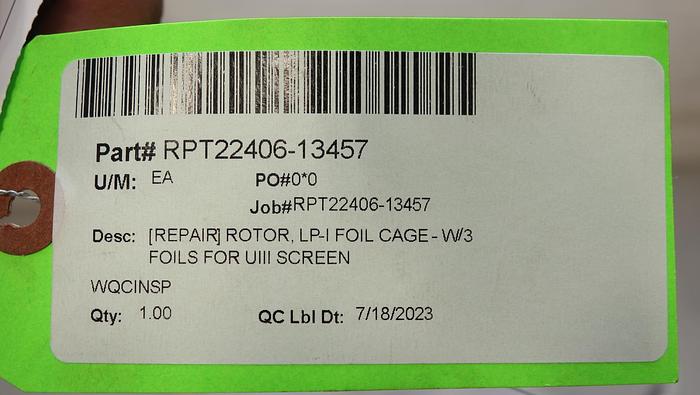 Part# RPT22406-13457
U/M: EA PO#0*0
Job#RPT22406-13457
Desc: [REPAIR] ROTOR, LP-I FOIL CAGE - W/3
FOILS FOR UIII SCREEN
WQCINSP
Qty: 1.00 QC Lbl Dt: 7/18/2023